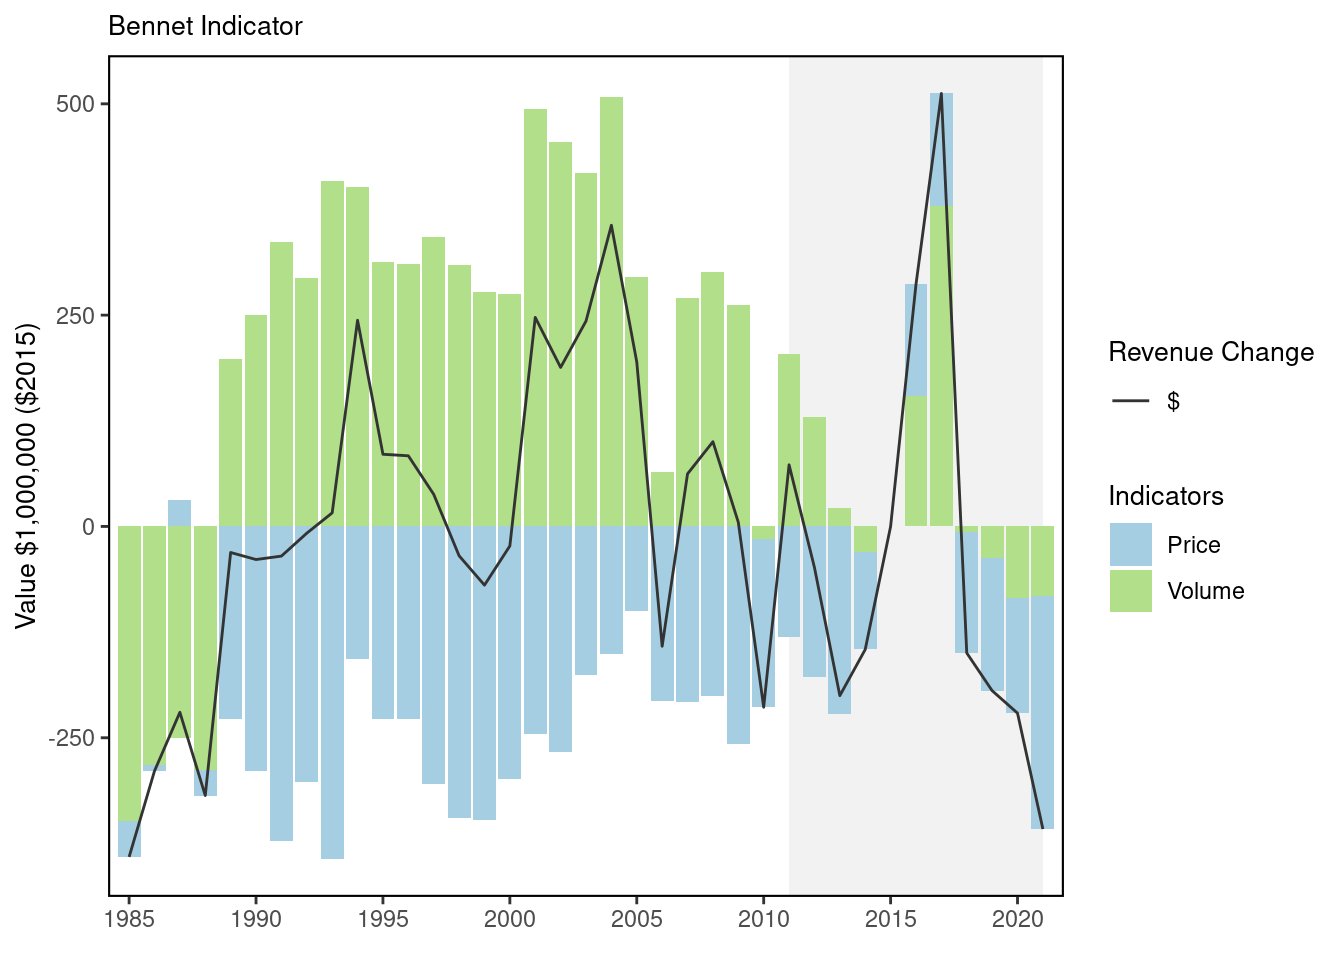 Bennet Indicator
Value $1,000,000 ($2015)
500
250
0
-250
1985 1990 1995 2000 2005 2010 2015 2020
Revenue Change
$
Indicators
Price
Volume